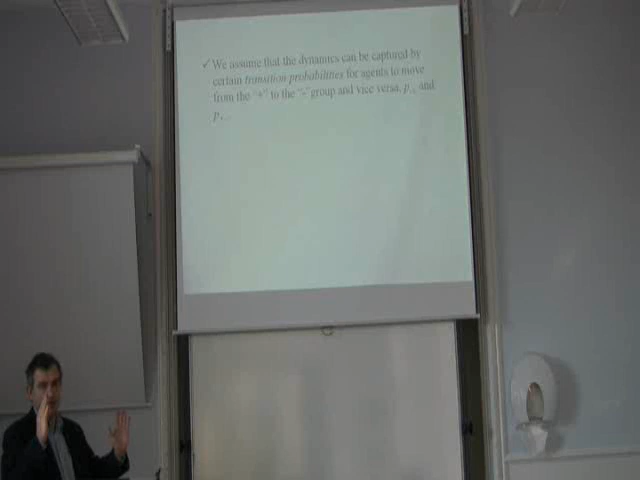 ✓We assume that the dynamics can be captured by
certain transition probabilities for agents to move
from the "+" to the "-" group and vice versa, p and
p